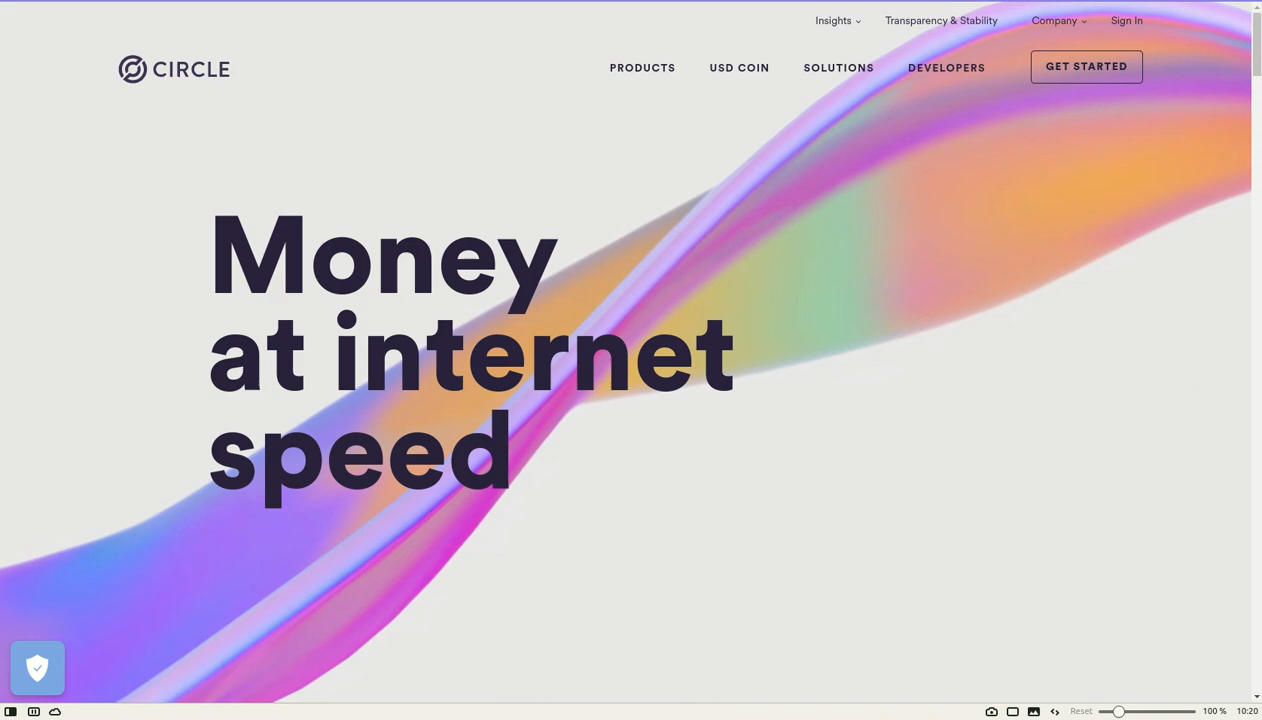 Insights
Transparency & Stability
Company
Sign In
CIRCLE
PRODUCTS
USD COIN
SOLUTIONS
DEVELOPERS
GET STARTED
Money
at internet
speed
Reset
100 %
10:20